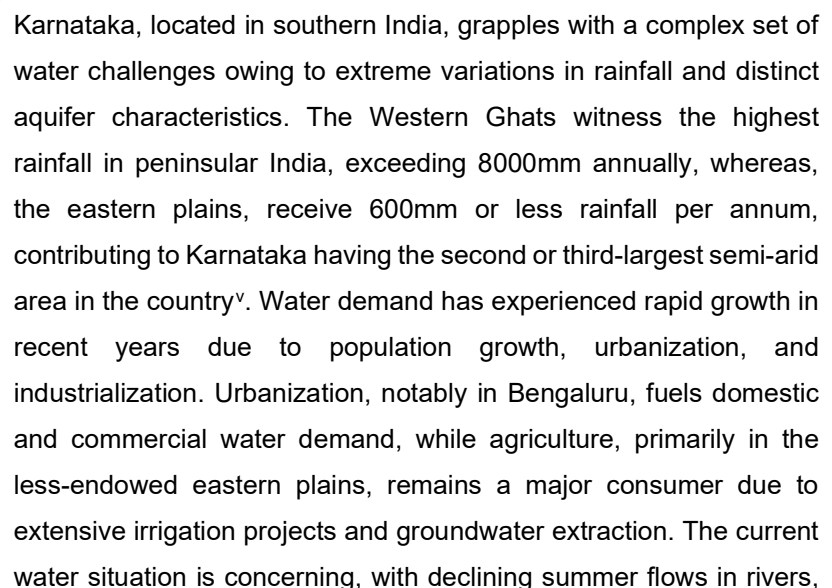 Karnataka, located in southern India, grapples with a complex set of
water challenges owing to extreme variations in rainfall and distinct
aquifer characteristics. The Western Ghats witness the highest
rainfall in peninsular India, exceeding 8000mm annually, whereas,
the eastern plains, receive 600mm or less rainfall per annum,
contributing to Karnataka having the second or third-largest semi-arid
area in the countryᵛ. Water demand has experienced rapid growth in
recent years due to population growth, urbanization, and
industrialization. Urbanization, notably in Bengaluru, fuels domestic
and commercial water demand, while agriculture, primarily in the
less-endowed eastern plains, remains a major consumer due to
extensive irrigation projects and groundwater extraction. The current
water situation is concerning, with declining summer flows in rivers,